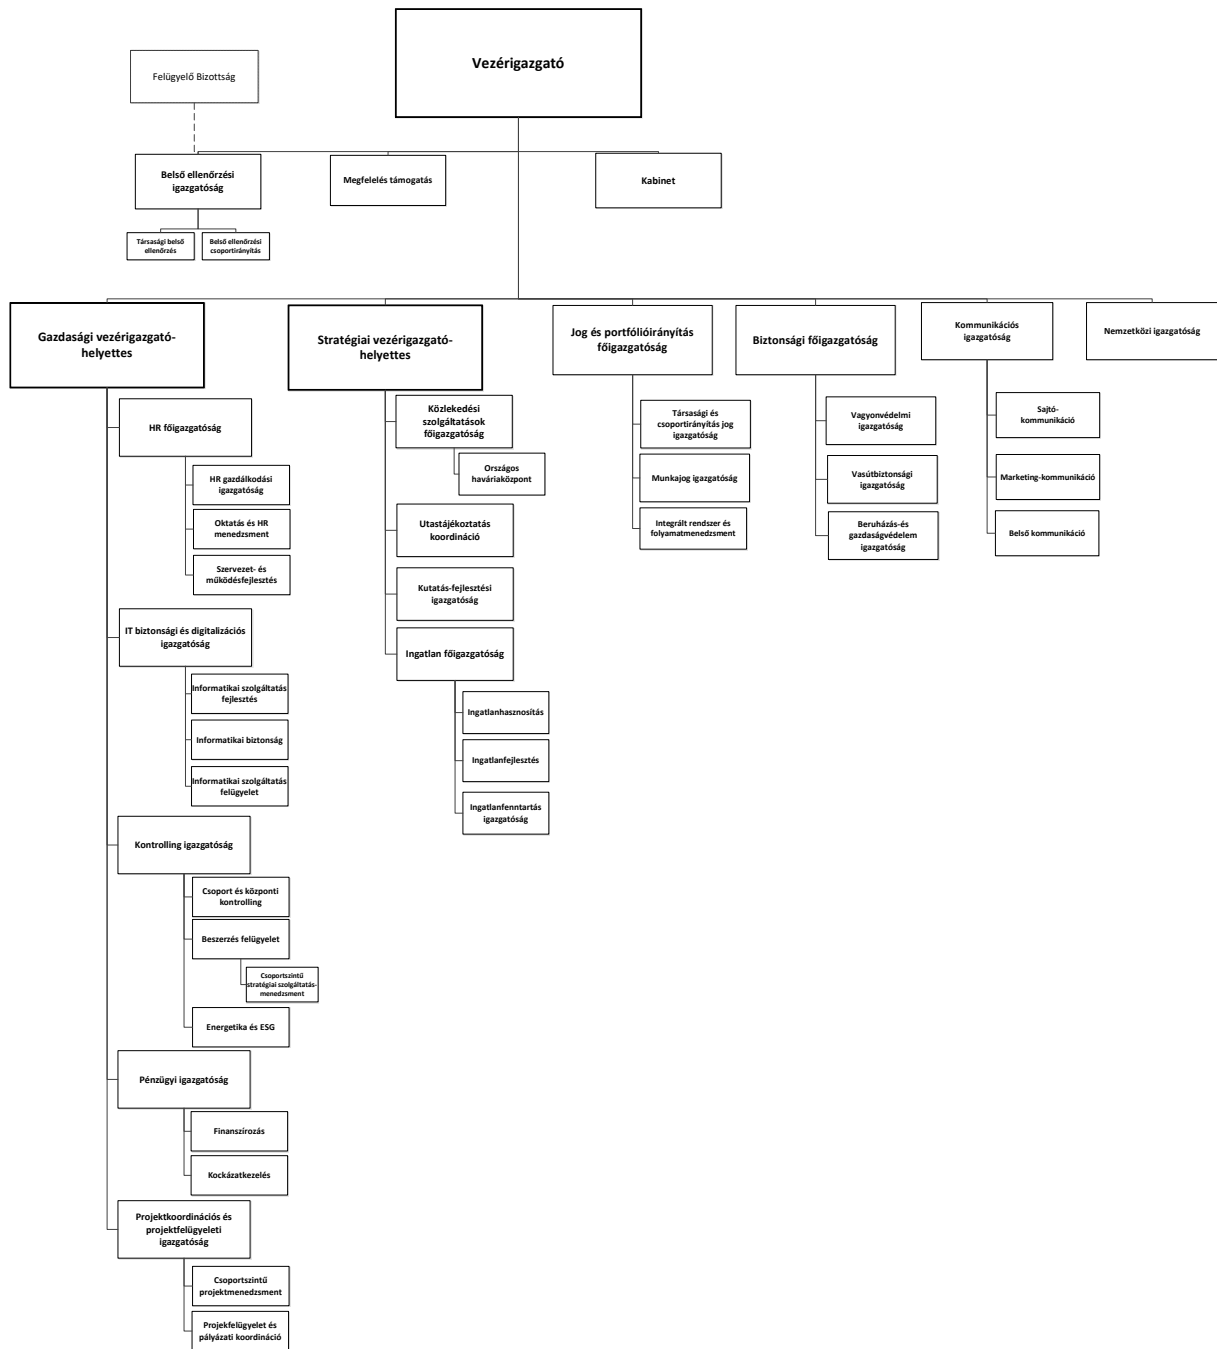 Vezérigazgató
Felügyelő Bizottság
Belső ellenőrzési
igazgatóság
Megfelelés támogatás
Kabinet
Társasági belső
ellenőrzés
Belső ellenőrzési
csoportirányítás
Gazdasági vezérigazgató-
helyettes
Stratégiai vezérigazgató-
helyettes
Jog és portfólióirányítás
főigazgatóság
Biztonsági főigazgatóság
Kommunikációs
igazgatóság
Nemzetközi igazgatóság
HR főigazgatóság
HR gazdálkodási
igazgatóság
Oktatás és HR
menedzsment
Szervezet- és
működésfejlesztés
IT biztonsági és digitalizációs
igazgatóság
Informatikai szolgáltatás
fejlesztés
Informatikai biztonság
Informatikai szolgáltatás
felügyelet
Kontrolling igazgatóság
Csoport és központi
kontrolling
Beszerzés felügyelet
Csoportszintű
stratégiai szolgáltatás-
menedzsment
Energetika és ESG
Pénzügyi igazgatóság
Finanszírozás
Kockázatkezelés
Projektkoordinációs és
projektfelügyeleti
igazgatóság
Csoportszintű
projektmenedzsment
Projekfelügyelet és
pályázati koordináció
Közlekedési
szolgáltatások
főigazgatóság
Országos
haváriaközpont
Utastájékoztatás
koordináció
Kutatás-fejlesztési
igazgatóság
Ingatlan főigazgatóság
Ingatlanhasznosítás
Ingatlanfejlesztés
Ingatlanfenntartás
igazgatóság
Társasági és
csoportirányítás jog
igazgatóság
Munkajog igazgatóság
Integrált rendszer és
folyamatmenedzsment
Vagyonvédelmi
igazgatóság
Vasútbiztonsági
igazgatóság
Beruházás-és
gazdaságvédelem
igazgatóság
Sajtó-
kommunikáció
Marketing-kommunikáció
Belső kommunikáció